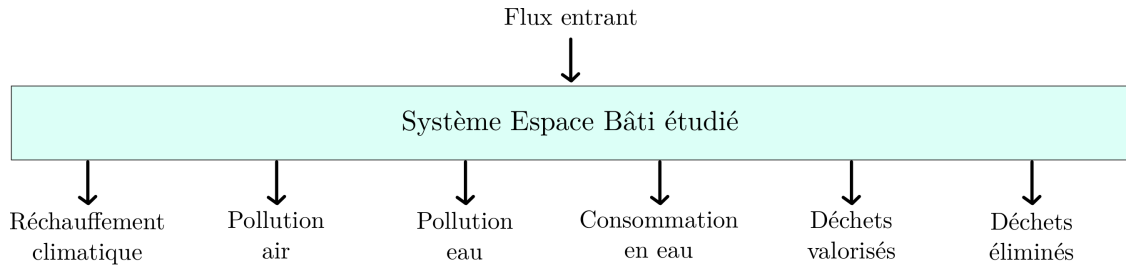 Flux entrant
Système Espace Bâti étudié
Réchauffement
climatique
Pollution
air
Pollution
eau
Consommation
en eau
Déchets
valorisés
Déchets
éliminés